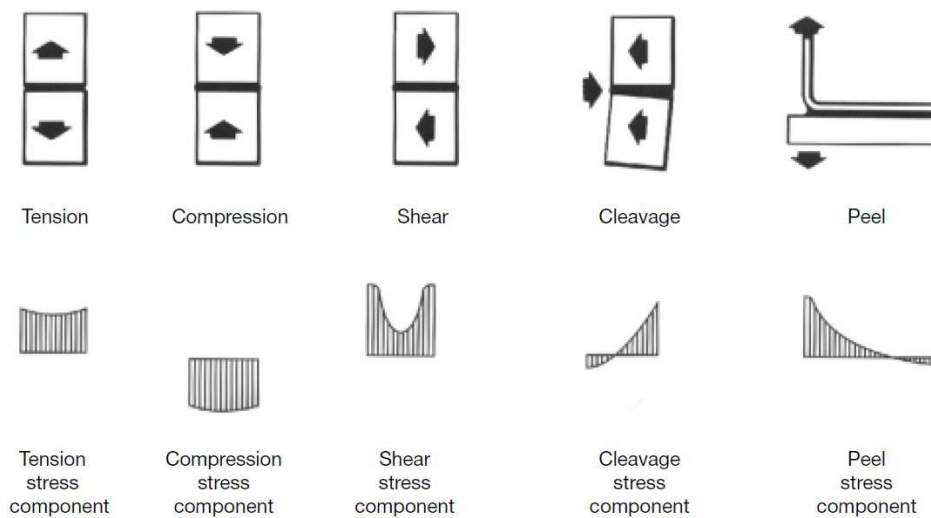 Tension
Compression
Shear
Cleavage
Peel
Tension
stress
component
Compression
stress
component
Shear
stress
component
Cleavage
stress
component
Peel
stress
component